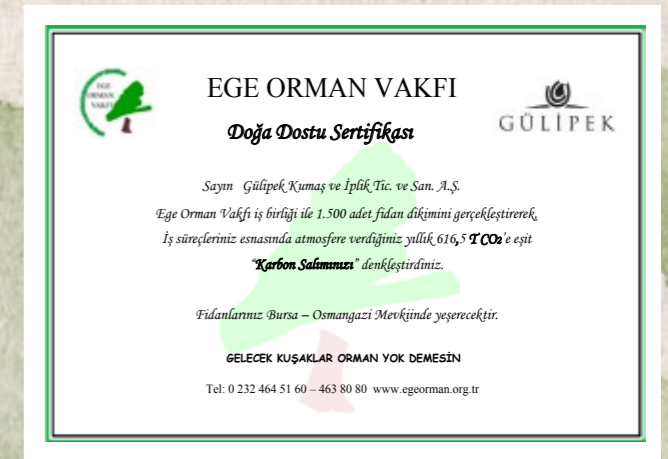 EGE ORMAN VAKFI
EGE ORMAN VAKFI
GÜLİPEK
Doğa Dostu Sertifikası
Sayın Gülipek Kumaş ve İplik Tic. ve San. A.Ş.
Ege Orman Vakfı iş birliği ile 1.500 adet fidan dikimini gerçekleştirerek,
İş süreçleriniz esnasında atmosfere verdiğiniz yıllık 616,5 T CO2'e eşit
"Karbon Salımınızı" denkleştirdiniz.
Fidanlarınız Bursa – Osmangazi Mevkiinde yeşerecektir.
GELECEK KUŞAKLAR ORMAN YOK DEMESİN
Tel: 0 232 464 51 60 – 463 80 80 www.egeorman.org.tr